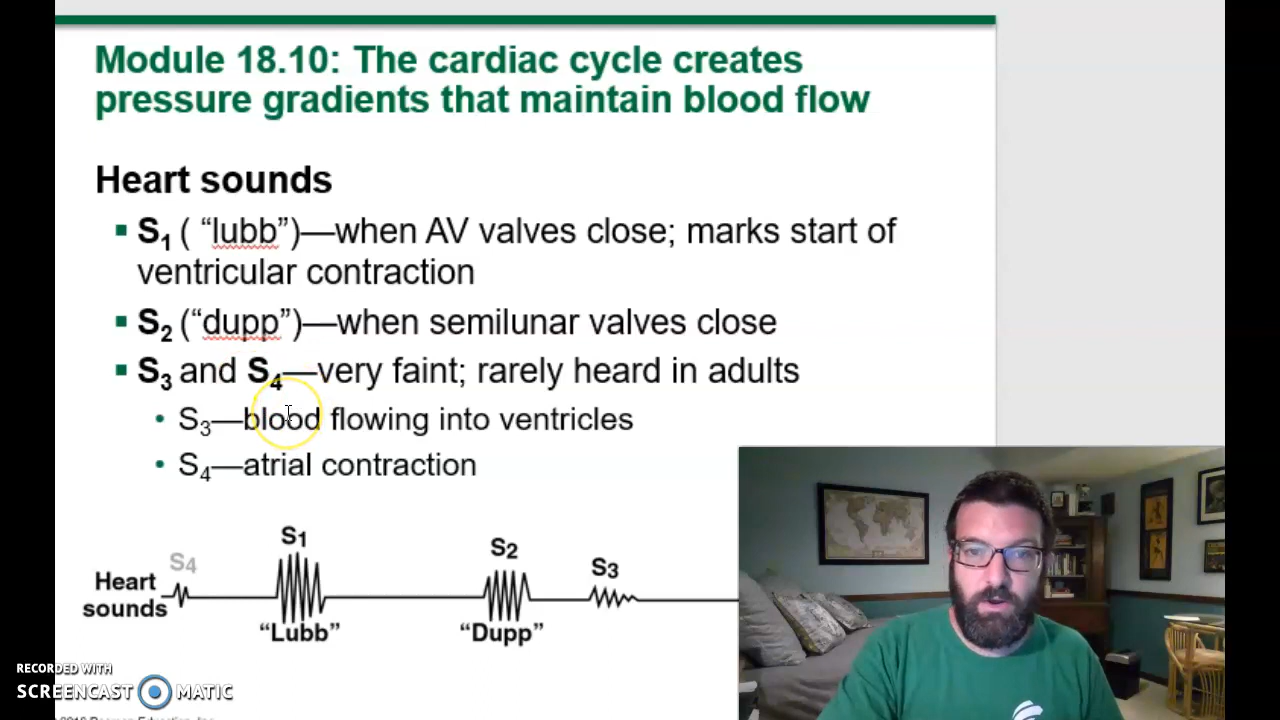 Module 18.10: The cardiac cycle creates
pressure gradients that maintain blood flow
Heart sounds
▪ S₁ ( “lubb”)—when AV valves close; marks start of
ventricular contraction
▪ S₂ (“dupp”)—when semilunar valves close
▪ S₃ and S₄—very faint; rarely heard in adults
• S₃—blood flowing into ventricles
• S₄—atrial contraction
S₄
S₁
S₂
S₃
Heart
sounds
“Lubb”
“Dupp”
RECORDED WITH
SCREENCAST MATIC